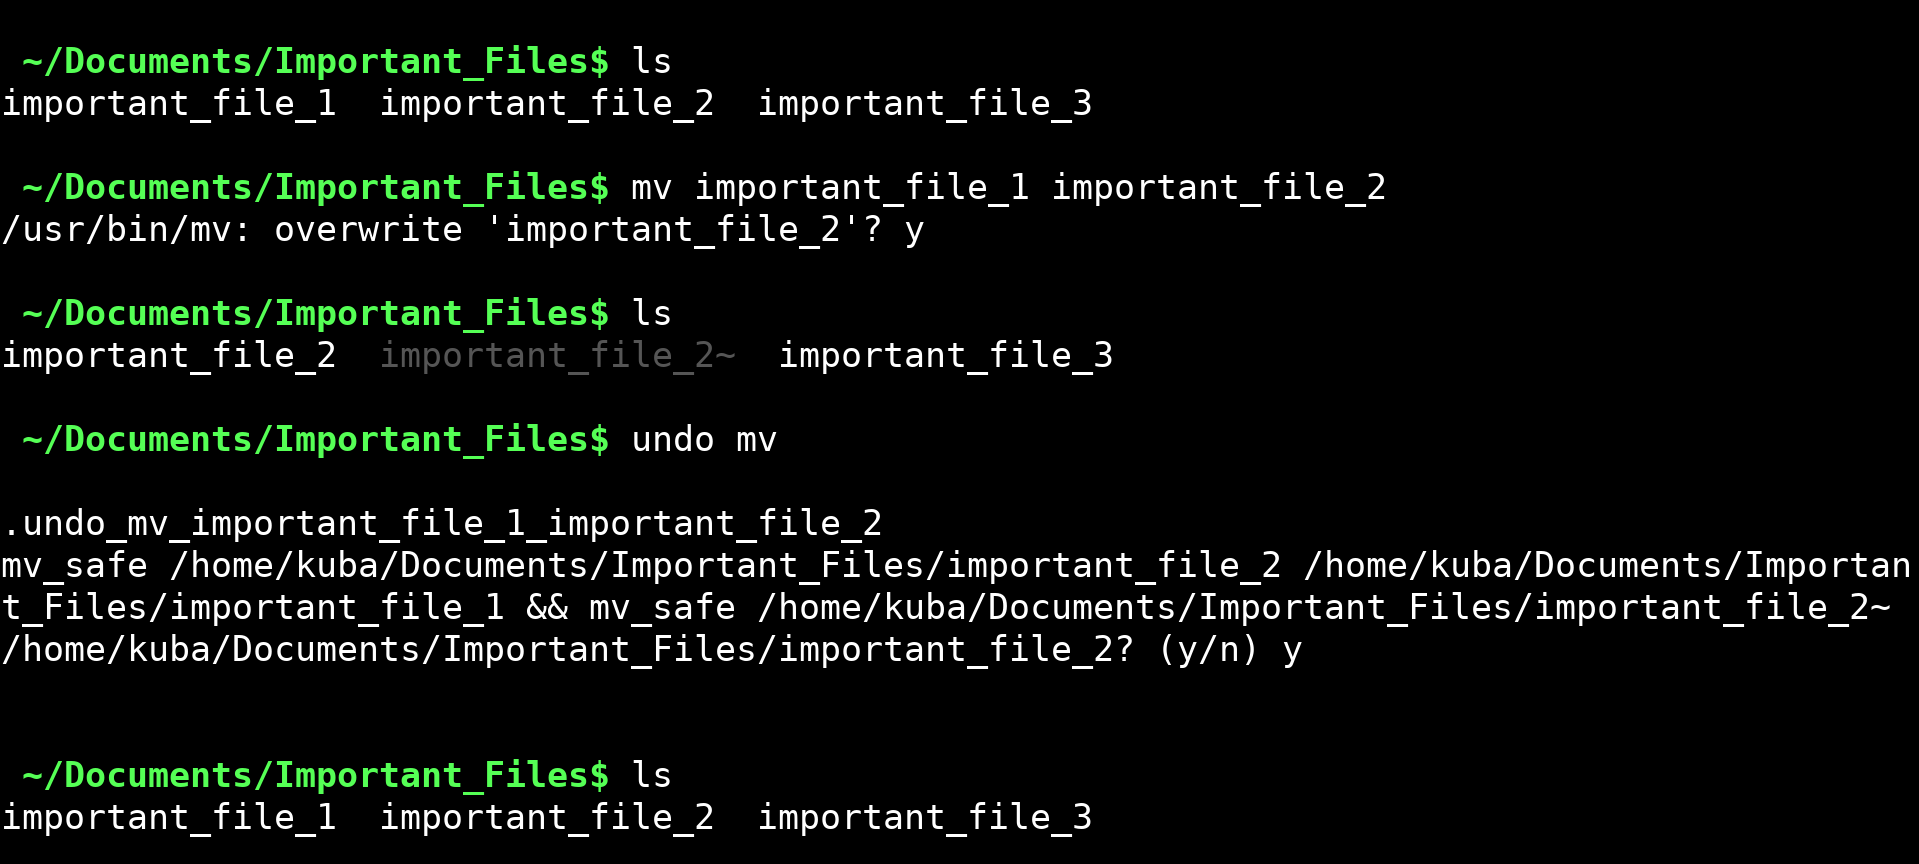 ~/Documents/Important_Files$ ls
important_file_1  important_file_2  important_file_3
~/Documents/Important_Files$ mv important_file_1 important_file_2
/usr/bin/mv: overwrite 'important_file_2'? y
~/Documents/Important_Files$ ls
important_file_2  important_file_2~  important_file_3
~/Documents/Important_Files$ undo mv
.undo_mv_important_file_1_important_file_2
mv_safe /home/kuba/Documents/Important_Files/important_file_2 /home/kuba/Documents/Importan
t_Files/important_file_1 && mv_safe /home/kuba/Documents/Important_Files/important_file_2~
/home/kuba/Documents/Important_Files/important_file_2? (y/n) y
~/Documents/Important_Files$ ls
important_file_1  important_file_2  important_file_3